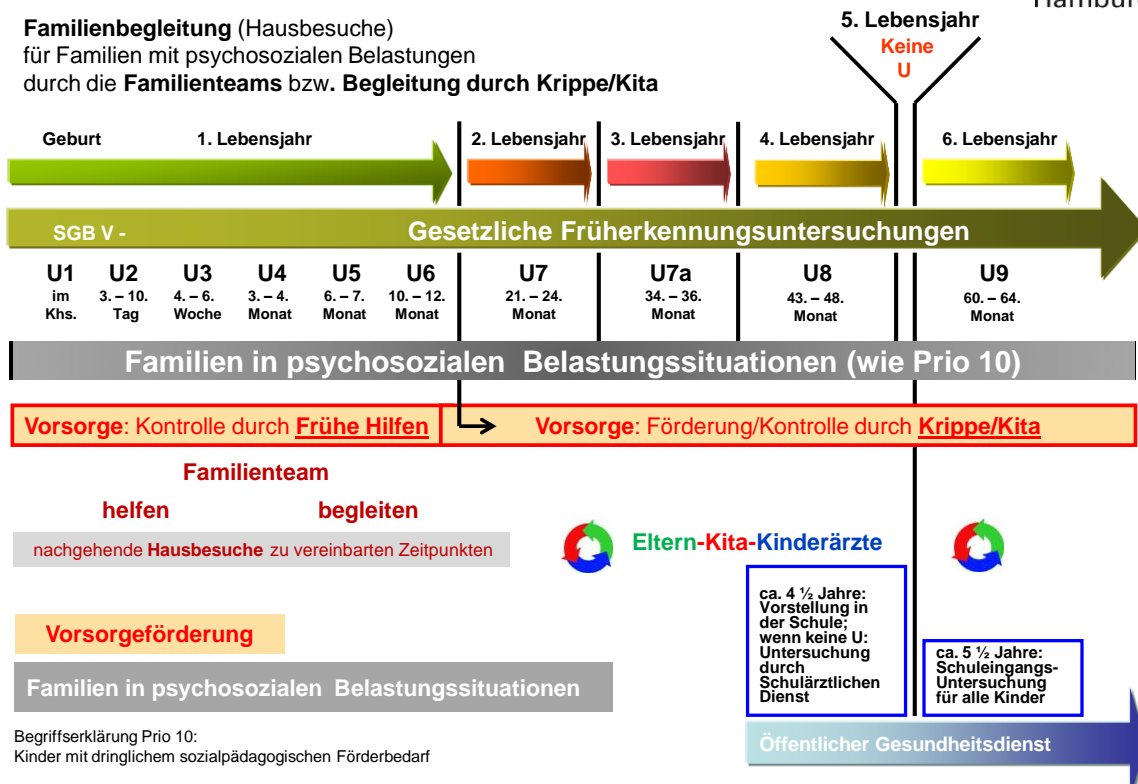 Familienbegleitung (Hausbesuche)
für Familien mit psychosozialen Belastungen
durch die Familienteams bzw. Begleitung durch Krippe/Kita
5. Lebensjahr
Keine
U
Geburt
1. Lebensjahr
2. Lebensjahr
3. Lebensjahr
4. Lebensjahr
6. Lebensjahr
SGB V -
Gesetzliche Früherkennungsuntersuchungen
U1
im
Khs.
U2
3. – 10.
Tag
U3
4. – 6.
Woche
U4
3. – 4.
Monat
U5
6. – 7.
Monat
U6
10. – 12.
Monat
U7
21. – 24.
Monat
U7a
34. – 36.
Monat
U8
43. – 48.
Monat
U9
60. – 64.
Monat
Familien in psychosozialen Belastungssituationen (wie Prio 10)
Vorsorge: Kontrolle durch Frühe Hilfen
Vorsorge: Förderung/Kontrolle durch Krippe/Kita
Familienteam
helfen
begleiten
nachgehende Hausbesuche zu vereinbarten Zeitpunkten
Eltern-Kita-Kinderärzte
ca. 4 ½ Jahre:
Vorstellung in
der Schule;
wenn keine U:
Untersuchung
durch
Schulärztlichen
Dienst
ca. 5 ½ Jahre:
Schuleingangs-
Untersuchung
für alle Kinder
Vorsorgeförderung
Familien in psychosozialen Belastungssituationen
Öffentlicher Gesundheitsdienst
Begriffserklärung Prio 10:
Kinder mit dringlichem sozialpädagogischen Förderbedarf